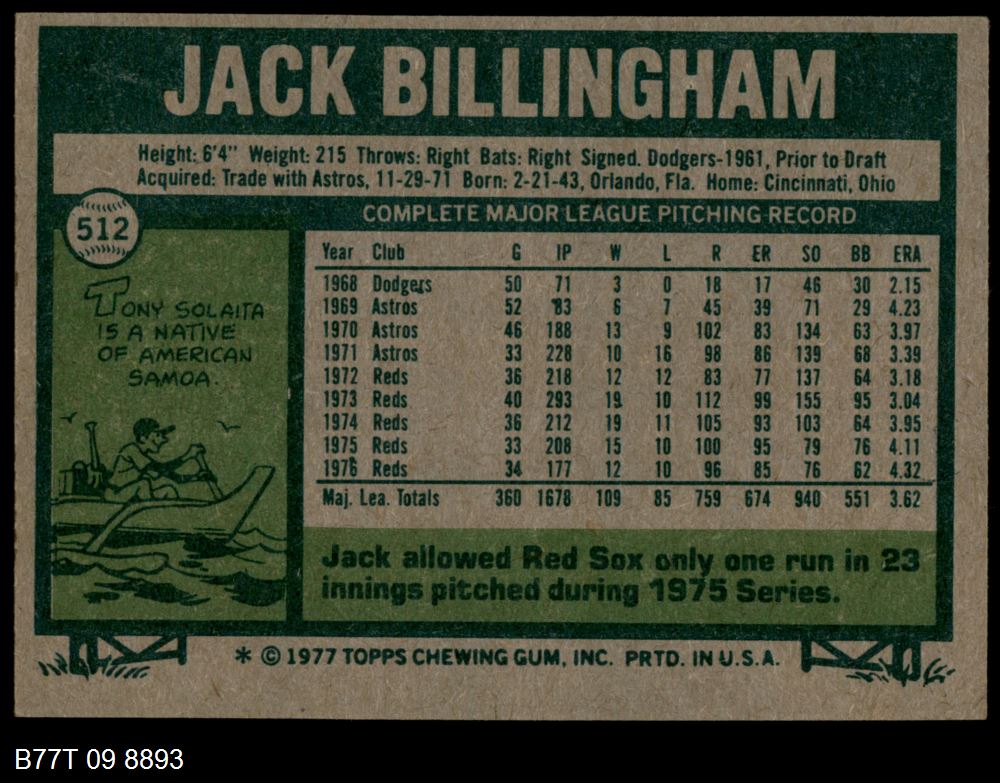 JACK BILLINGHAM
Height: 6'4" Weight: 215 Throws: Right Bats: Right Signed. Dodgers-1961, Prior to Draft
Acquired: Trade with Astros, 11-29-71 Born: 2-21-43, Orlando, Fla. Home: Cincinnati, Ohio
512
COMPLETE MAJOR LEAGUE PITCHING RECORD
TONY SOLAITA
IS A NATIVE
OF AMERICAN
SAMOA.
Year Club G IP W L R ER SO BB ERA
1968 Dodgers 50 71 3 0 18 17 46 30 2.15
1969 Astros 52 83 6 7 45 39 71 29 4.23
1970 Astros 46 188 13 9 102 83 134 63 3.97
1971 Astros 33 228 10 16 98 86 139 68 3.39
1972 Reds 36 218 12 12 83 77 137 64 3.18
1973 Reds 40 293 19 10 112 99 155 95 3.04
1974 Reds 36 212 19 11 105 93 103 64 3.95
1975 Reds 33 208 15 10 100 95 79 76 4.11
1976 Reds 34 177 12 10 96 85 76 62 4.32
Maj. Lea. Totals 360 1678 109 85 759 674 940 551 3.62
Jack allowed Red Sox only one run in 23
innings pitched during 1975 Series.
* © 1977 TOPPS CHEWING GUM, INC. PRTD. IN U.S.A.
B77T 09 8893